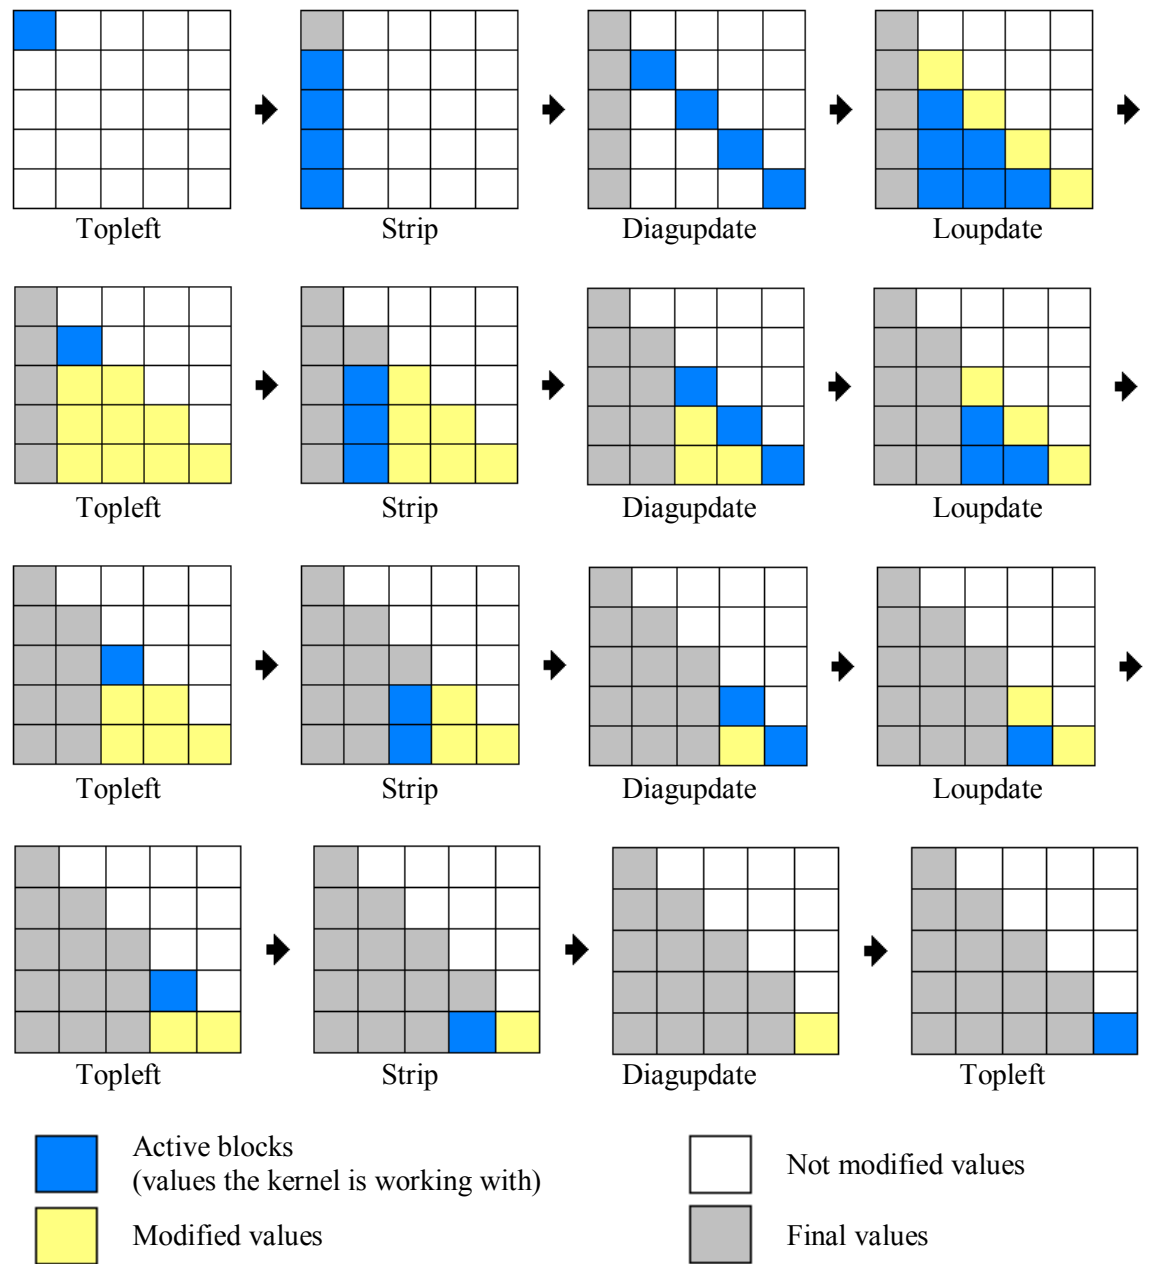 Topleft
Strip
Diagupdate
Loupdate
Topleft
Strip
Diagupdate
Loupdate
Topleft
Strip
Diagupdate
Loupdate
Topleft
Strip
Diagupdate
Topleft
Active blocks
(values the kernel is working with)
Not modified values
Modified values
Final values